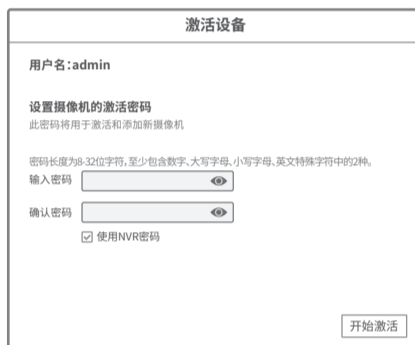 激活设备
用户名：admin
设置摄像机的激活密码
此密码将用于激活和添加新摄像机
密码长度为8-32位字符，至少包含数字、大写字母、小写字母、英文特殊字符中的2种。
输入密码
确认密码
使用NVR密码
开始激活